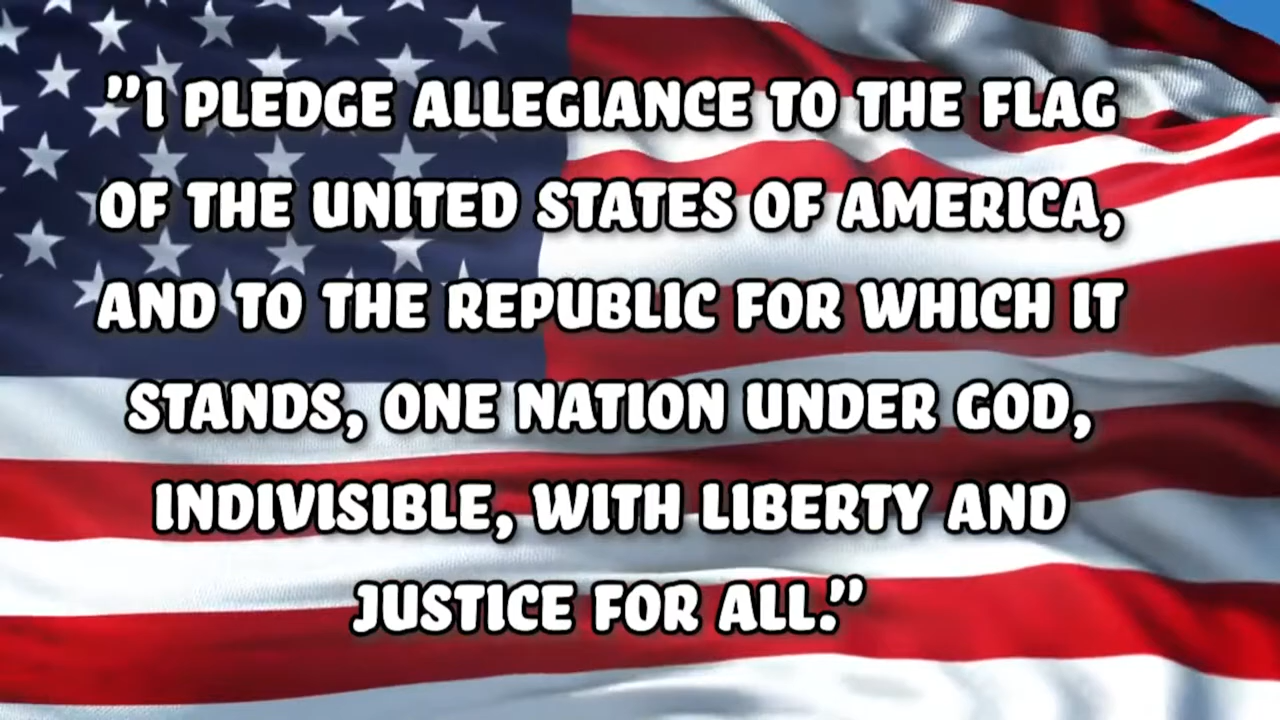 ”I PLEDGE ALLEGIANCE TO THE FLAG
OF THE UNITED STATES OF AMERICA,
AND TO THE REPUBLIC FOR WHICH IT
STANDS, ONE NATION UNDER GOD,
INDIVISIBLE, WITH LIBERTY AND
JUSTICE FOR ALL.”